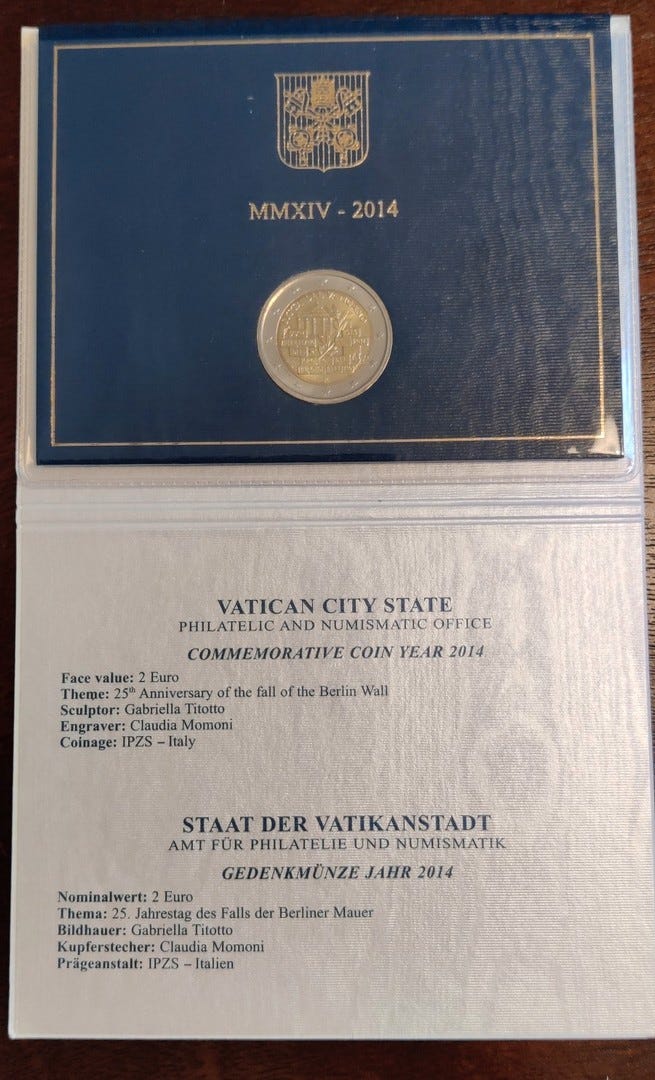 MMXIV - 2014
VATICAN CITY STATE
PHILATELIC AND NUMISMATIC OFFICE
COMMEMORATIVE COIN YEAR 2014
Face value: 2 Euro
Theme: 25th Anniversary of the fall of the Berlin Wall
Sculptor: Gabriella Titotto
Engraver: Claudia Momoni
Coinage: IPZS – Italy
STAAT DER VATIKANSTADT
AMT FÜR PHILATELIE UND NUMISMATIK
GEDENKMÜNZE JAHR 2014
Nominalwert: 2 Euro
Thema: 25. Jahrestag des Falls der Berliner Mauer
Bildhauer: Gabriella Titotto
Kupferstecher: Claudia Momoni
Prägeanstalt: IPZS – Italien